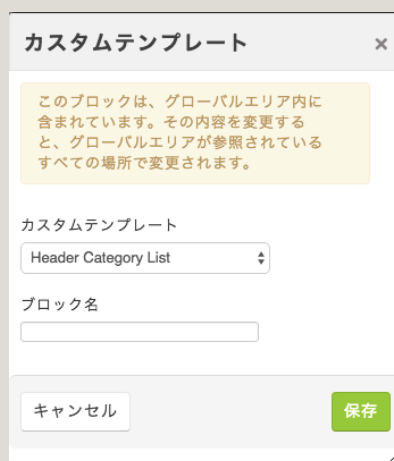 カスタムテンプレート ×
このブロックは、グローバルエリア内に
含まれています。その内容を変更する
と、グローバルエリアが参照されている
すべての場所で変更されます。
カスタムテンプレート
Header Category List
ブロック名
キャンセル 保存